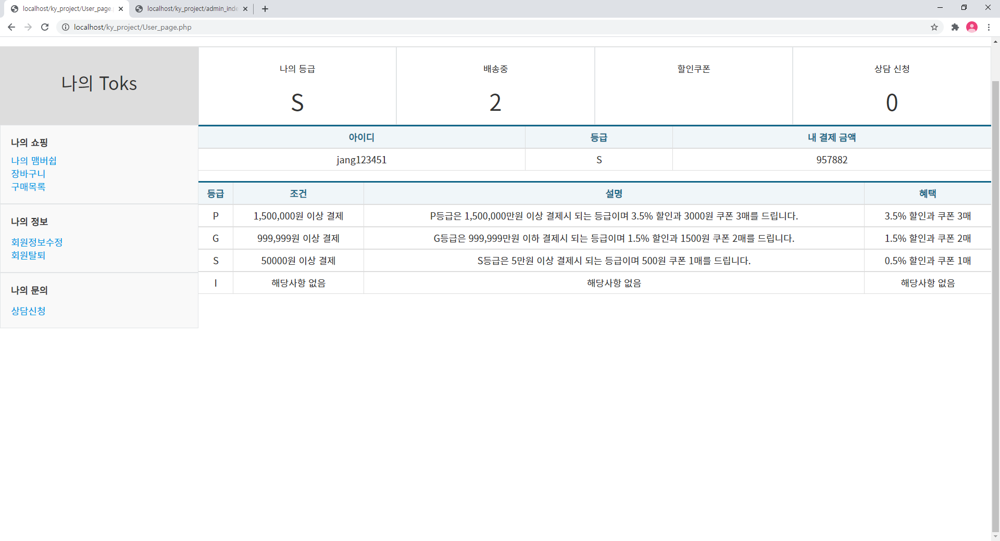 localhost/ky_project/User_page.
localhost/ky_project/admin_inde
localhost/ky_project/User_page.php
나의 Toks
나의 등급
S
배송중
2
할인쿠폰
상담 신청
0
나의 쇼핑
나의 맴버쉽
장바구니
구매목록
나의 정보
회원정보수정
회원탈퇴
나의 문의
상담신청
아이디 등급 내 결제 금액
jang123451 S 957882
등급 조건 설명 혜택
P 1,500,000원 이상 결제 P등급은 1,500,000만원 이상 결제시 되는 등급이며 3.5% 할인과 3000원 쿠폰 3매를 드립니다. 3.5% 할인과 쿠폰 3매
G 999,999원 이상 결제 G등급은 999,999만원 이하 결제시 되는 등급이며 1.5% 할인과 1500원 쿠폰 2매를 드립니다. 1.5% 할인과 쿠폰 2매
S 50000원 이상 결제 S등급은 5만원 이상 결제시 되는 등급이며 500원 쿠폰 1매를 드립니다. 0.5% 할인과 쿠폰 1매
I 해당사항 없음 해당사항 없음 해당사항 없음